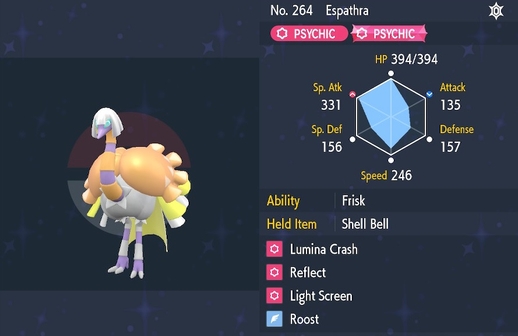 No. 264 Espathra
PSYCHIC PSYCHIC
HP 394/394
Sp. Atk Attack
331 135
Sp. Def Defense
156 157
Speed 246
Ability Frisk
Held Item Shell Bell
Lumina Crash
Reflect
Light Screen
Roost